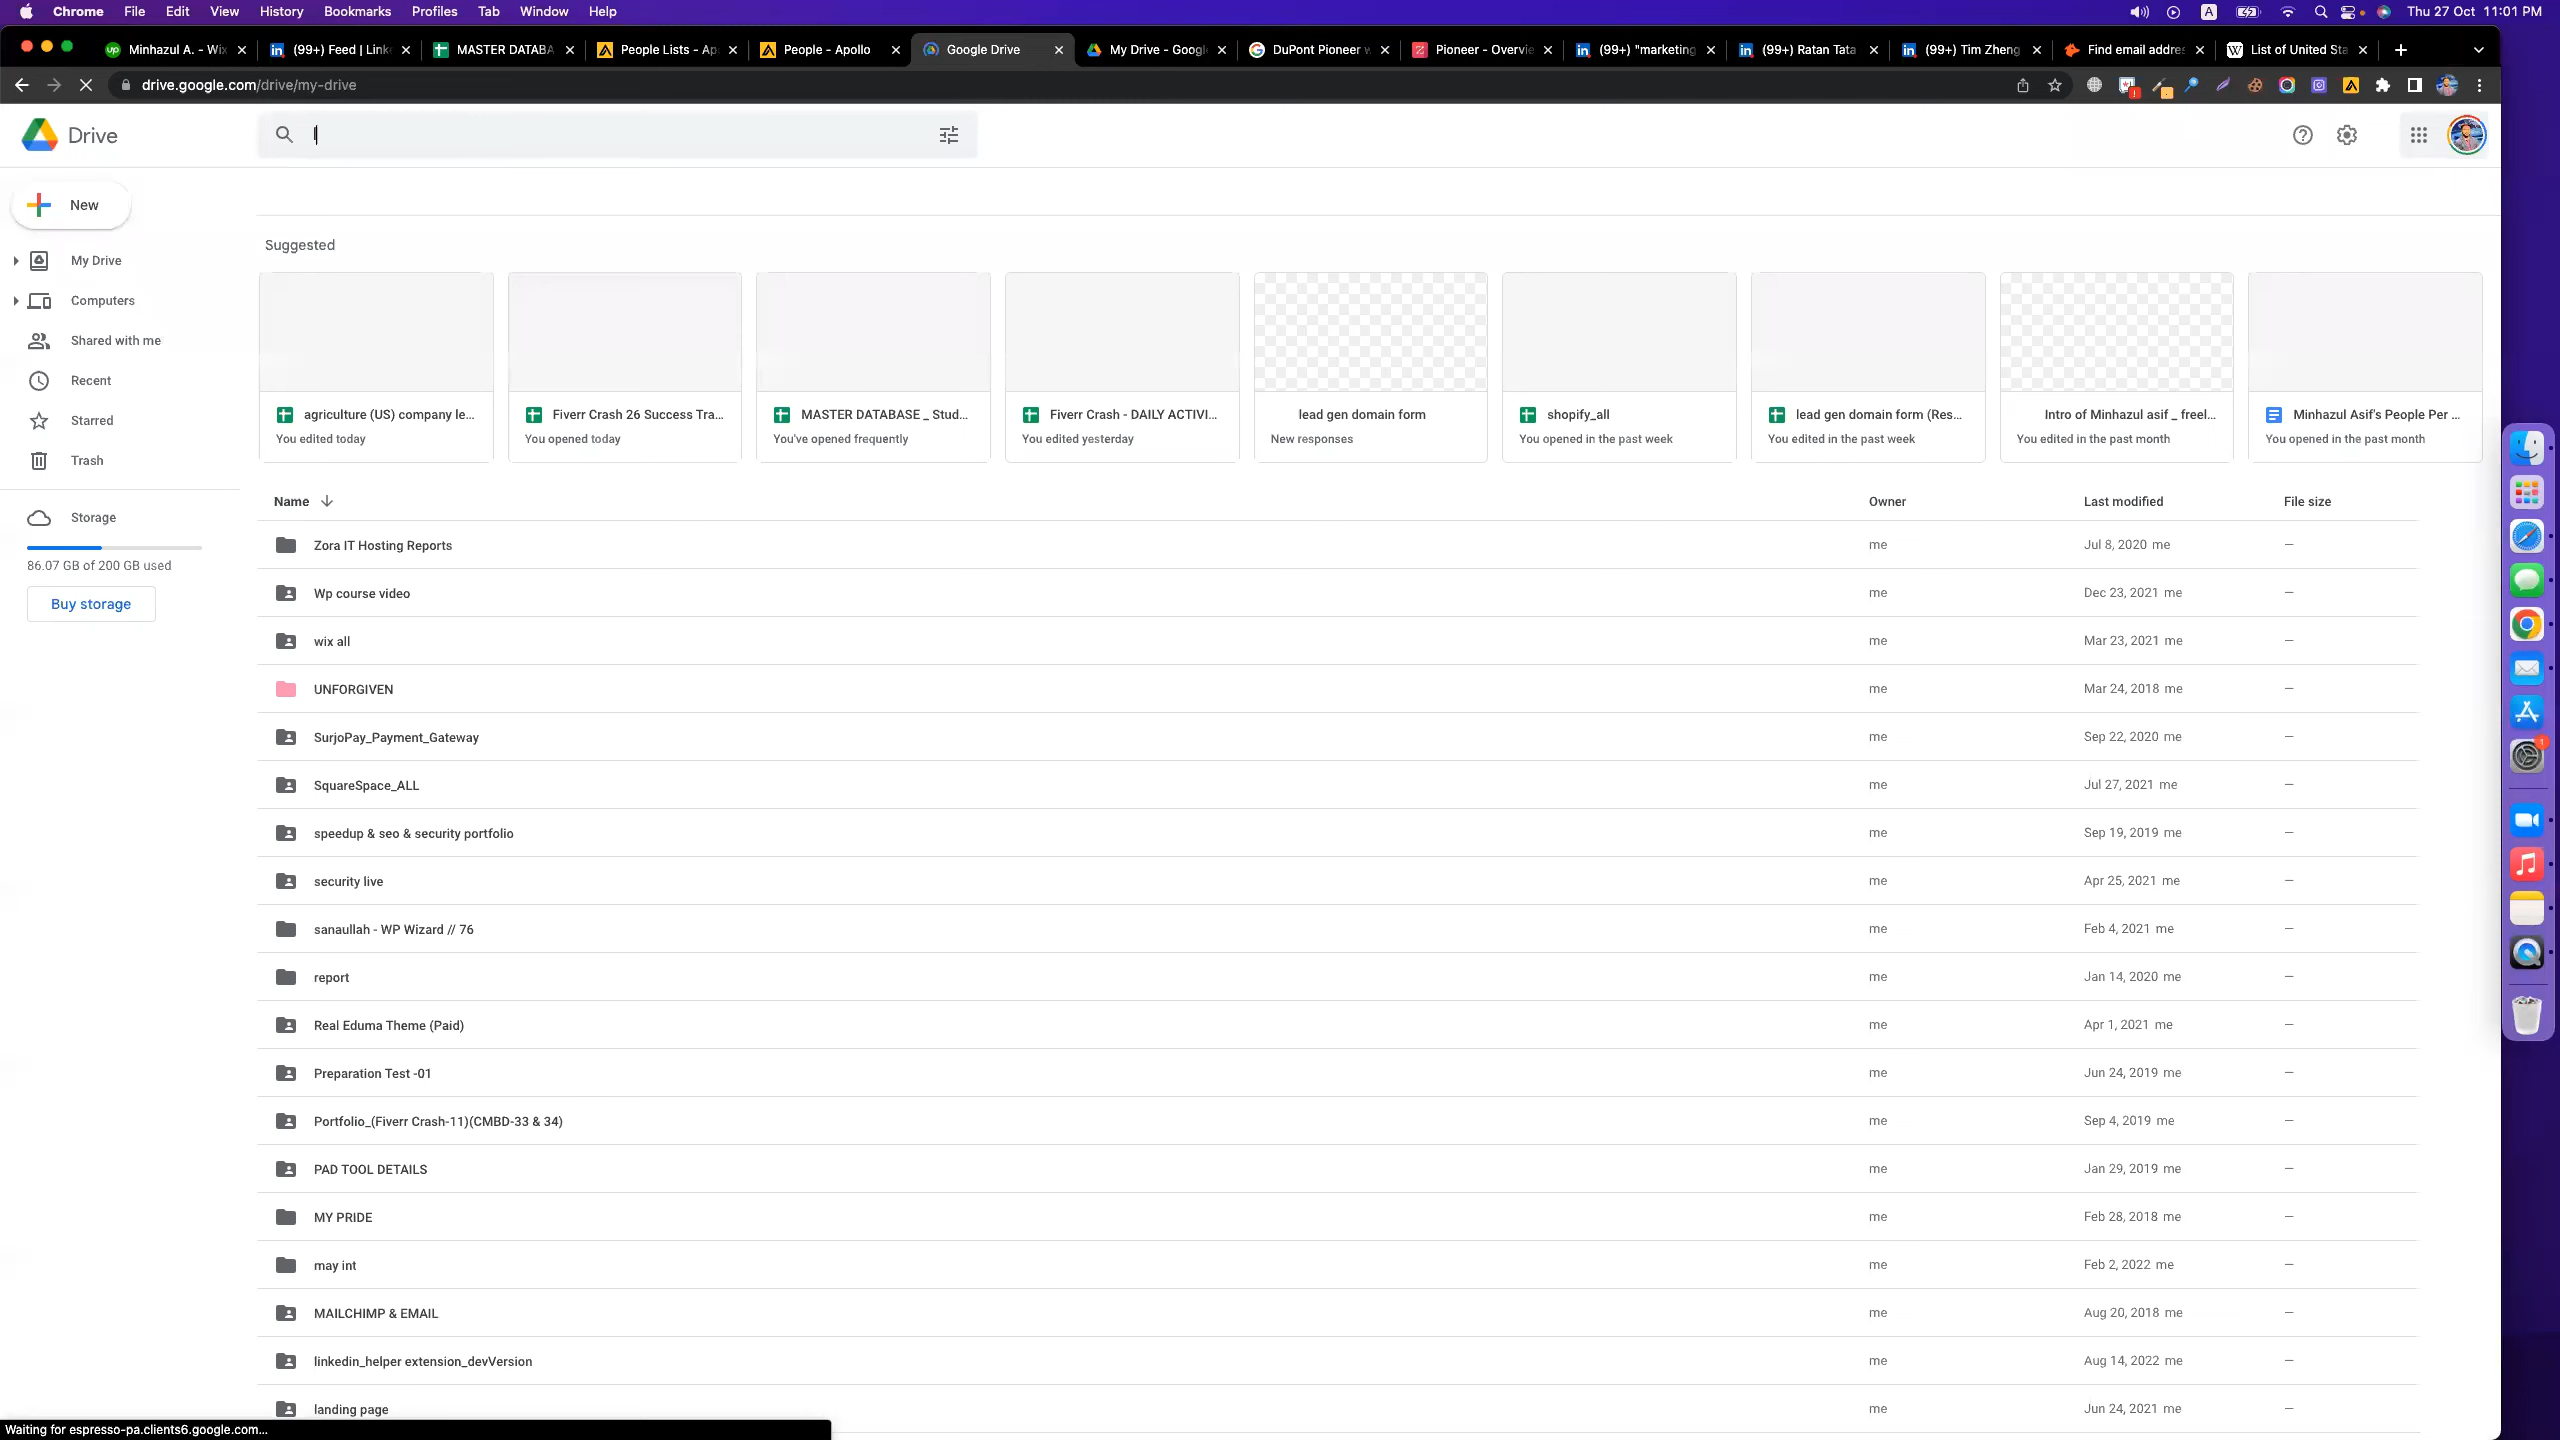 Chrome File Edit View History Bookmarks Profiles Tab Window Help A Thu 27 Oct 11:01 PM
Minhazul A. - Wix (99+) Feed | Linke MASTER DATABA People Lists - Ap People - Apollo Google Drive My Drive - Google DuPont Pioneer w Pioneer - Overvie (99+) "marketing (99+) Ratan Tata (99+) Tim Zheng Find email addre List of United Sta
drive.google.com/drive/my-drive
Drive
New
My Drive
Computers
Shared with me
Recent
Starred
Trash
Storage
86.07 GB of 200 GB used
Buy storage
Suggested
agriculture (US) company le...
You edited today
Fiverr Crash 26 Success Tra...
You opened today
MASTER DATABASE _ Stud...
You've opened frequently
Fiverr Crash - DAILY ACTIVI...
You edited yesterday
lead gen domain form
New responses
shopify_all
You opened in the past week
lead gen domain form (Res...
You edited in the past week
Intro of Minhazul asif _ freel...
You edited in the past month
Minhazul Asif's People Per ...
You opened in the past month
Name Owner Last modified File size
Zora IT Hosting Reports me Jul 8, 2020 me —
Wp course video me Dec 23, 2021 me —
wix all me Mar 23, 2021 me —
UNFORGIVEN me Mar 24, 2018 me —
SurjoPay_Payment_Gateway me Sep 22, 2020 me —
SquareSpace_ALL me Jul 27, 2021 me —
speedup & seo & security portfolio me Sep 19, 2019 me —
security live me Apr 25, 2021 me —
sanaullah - WP Wizard // 76 me Feb 4, 2021 me —
report me Jan 14, 2020 me —
Real Eduma Theme (Paid) me Apr 1, 2021 me —
Preparation Test -01 me Jun 24, 2019 me —
Portfolio_(Fiverr Crash-11)(CMBD-33 & 34) me Sep 4, 2019 me —
PAD TOOL DETAILS me Jan 29, 2019 me —
MY PRIDE me Feb 28, 2018 me —
may int me Feb 2, 2022 me —
MAILCHIMP & EMAIL me Aug 20, 2018 me —
linkedin_helper extension_devVersion me Aug 14, 2022 me —
landing page me Jun 24, 2021 me —
Waiting for espresso-pa.clients6.google.com...